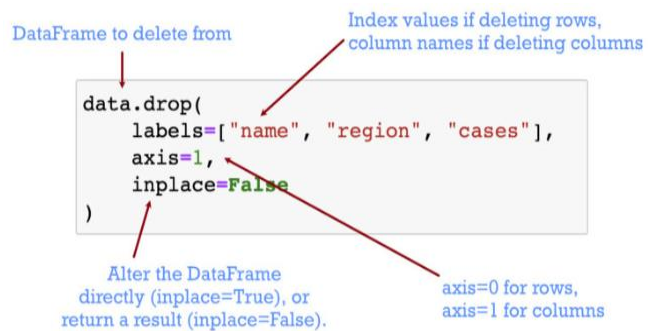 DataFrame to delete from
Index values if deleting rows,
column names if deleting columns
data.drop(
    labels=["name", "region", "cases"],
    axis=1,
    inplace=False
)
Alter the DataFrame
directly (inplace=True), or
return a result (inplace=False).
axis=0 for rows,
axis=1 for columns